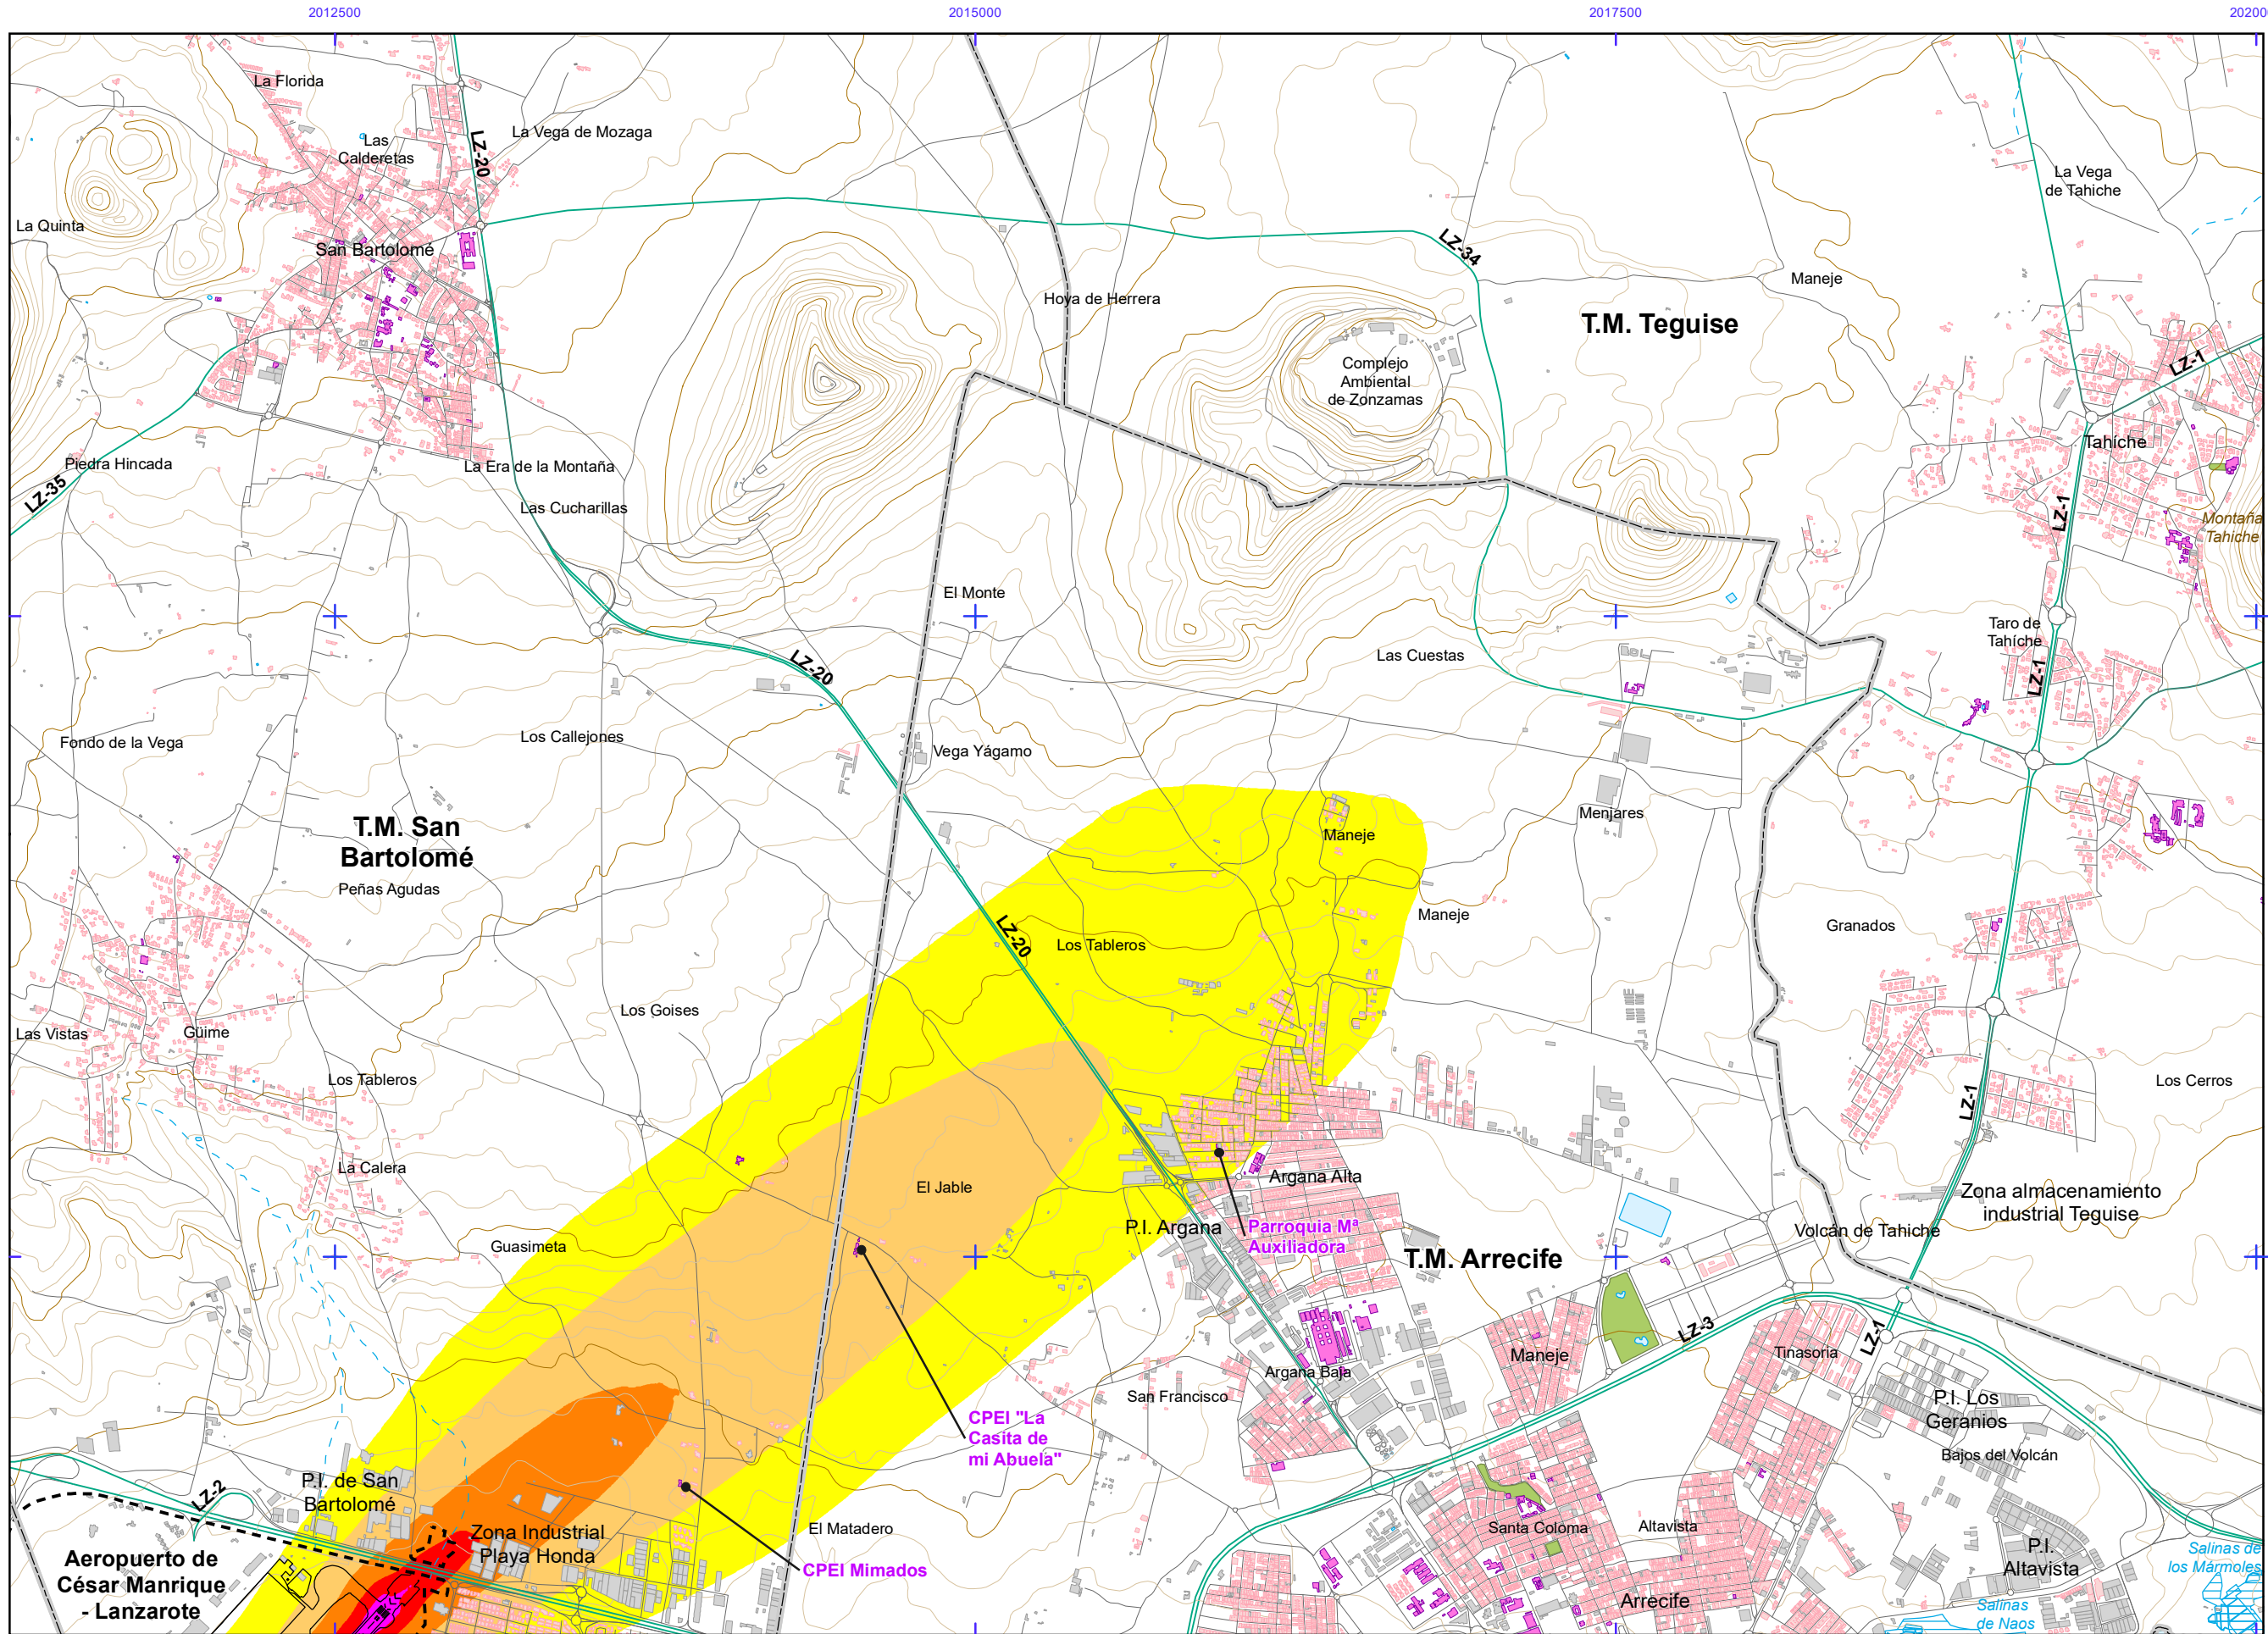 2012500
2015000
2017500
202000
La Florida
Las
Calderetas
LZ-20
La Vega de Mozaga
La Vega
de Tahiche
La Quinta
San Bartolomé
LZ-34
Hoya de Herrera
Maneje
T.M. Teguise
Complejo
Ambiental
de Zonzamas
LZ-1
Tahíche
Piedra Hincada
La Era de la Montaña
LZ-35
Las Cucharillas
LZ-1
Montaña
Tahiche
El Monte
Taro de
Tahíche
Las Cuestas
LZ-20
LZ-1
Fondo de la Vega
Los Callejones
Vega Yágamo
T.M. San
Bartolomé
Menjares
Maneje
Peñas Agudas
Maneje
Granados
LZ-20
Los Tableros
Los Goises
Las Vistas
Güime
Los Tableros
LZ-1
Los Cerros
La Calera
Argana Alta
El Jable
Zona almacenamiento
industrial Teguise
P.I. Argana
Parroquia Mª
Auxiliadora
Volcán de Tahiche
Guasimeta
T.M. Arrecife
LZ-3
LZ-1
Maneje
Tinasoria
Argana Baja
San Francisco
P.I. Los
Geranios
CPEI "La
Casita de
mi Abuela"
Bajos del Volcán
P.I. de San
Bartolomé
LZ-2
Zona Industrial
Playa Honda
El Matadero
Santa Coloma
Altavista
P.I.
Altavista
Aeropuerto de
César Manrique
- Lanzarote
CPEI Mimados
Salinas de
los Mármoles
Arrecife
Salinas
de Naos